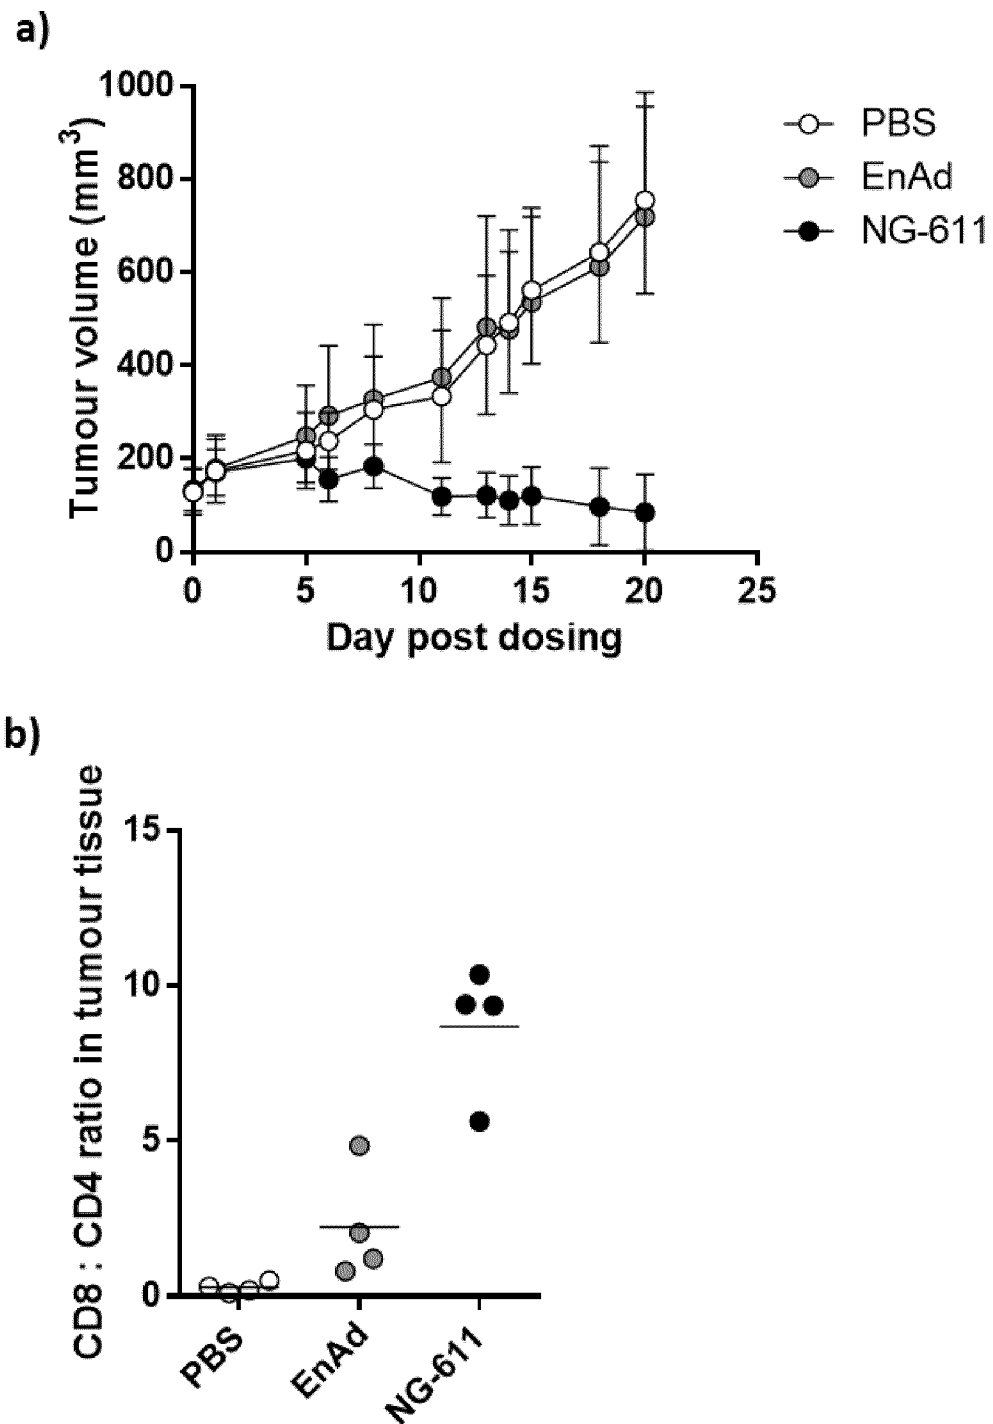 a)
Tumour volume (mm³)
1000
800
600
400
200
0
0 5 10 15 20 25
Day post dosing
PBS
EnAd
NG-611
b)
CD8 : CD4 ratio in tumour tissue
15
10
5
0
PBS EnAd NG-611